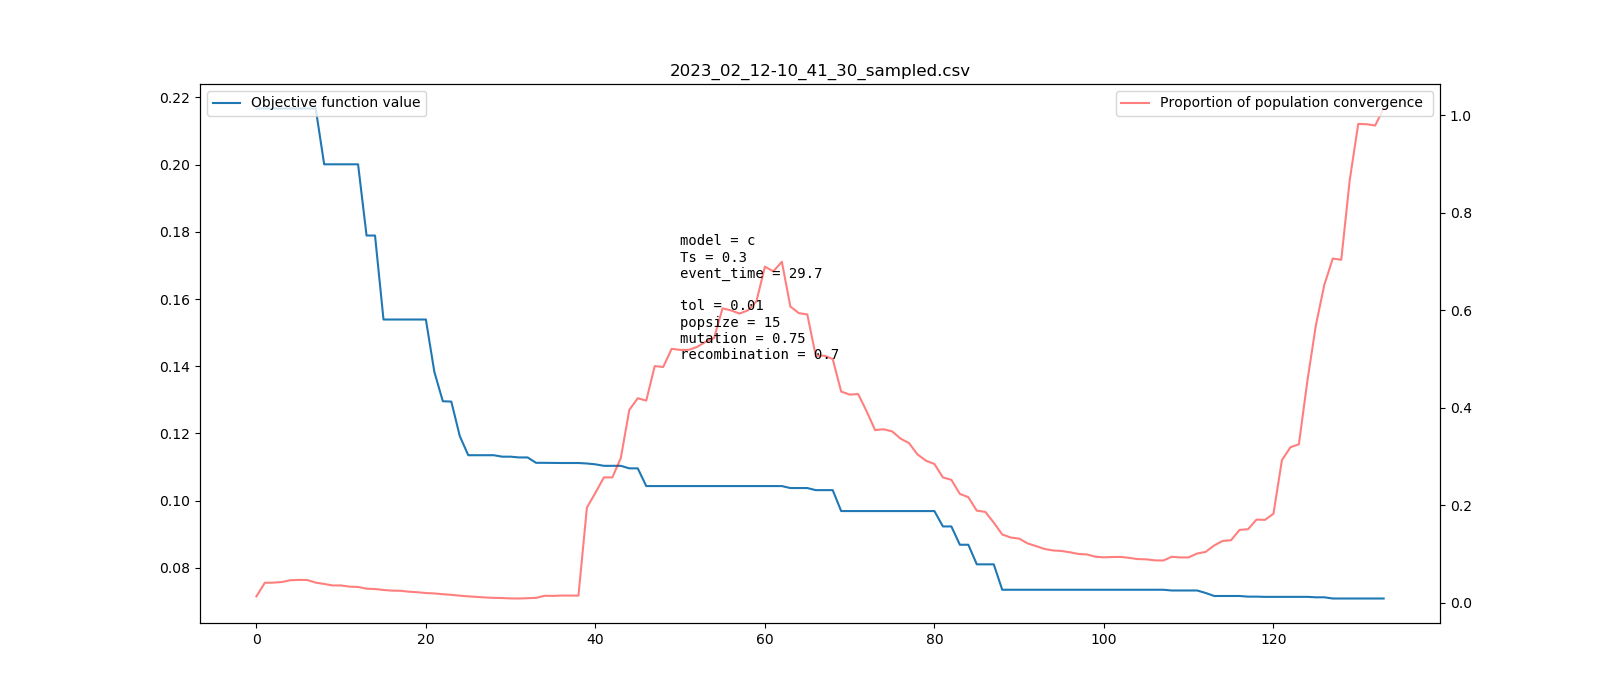 2023_02_12-10_41_30_sampled.csv
Objective function value
Proportion of population convergence
0.22
0.20
0.18
0.16
0.14
0.12
0.10
0.08
1.0
0.8
0.6
0.4
0.2
0.0
model = c
Ts = 0.3
event_time = 29.7
tol = 0.01
popsize = 15
mutation = 0.75
recombination = 0.7
0
20
40
60
80
100
120